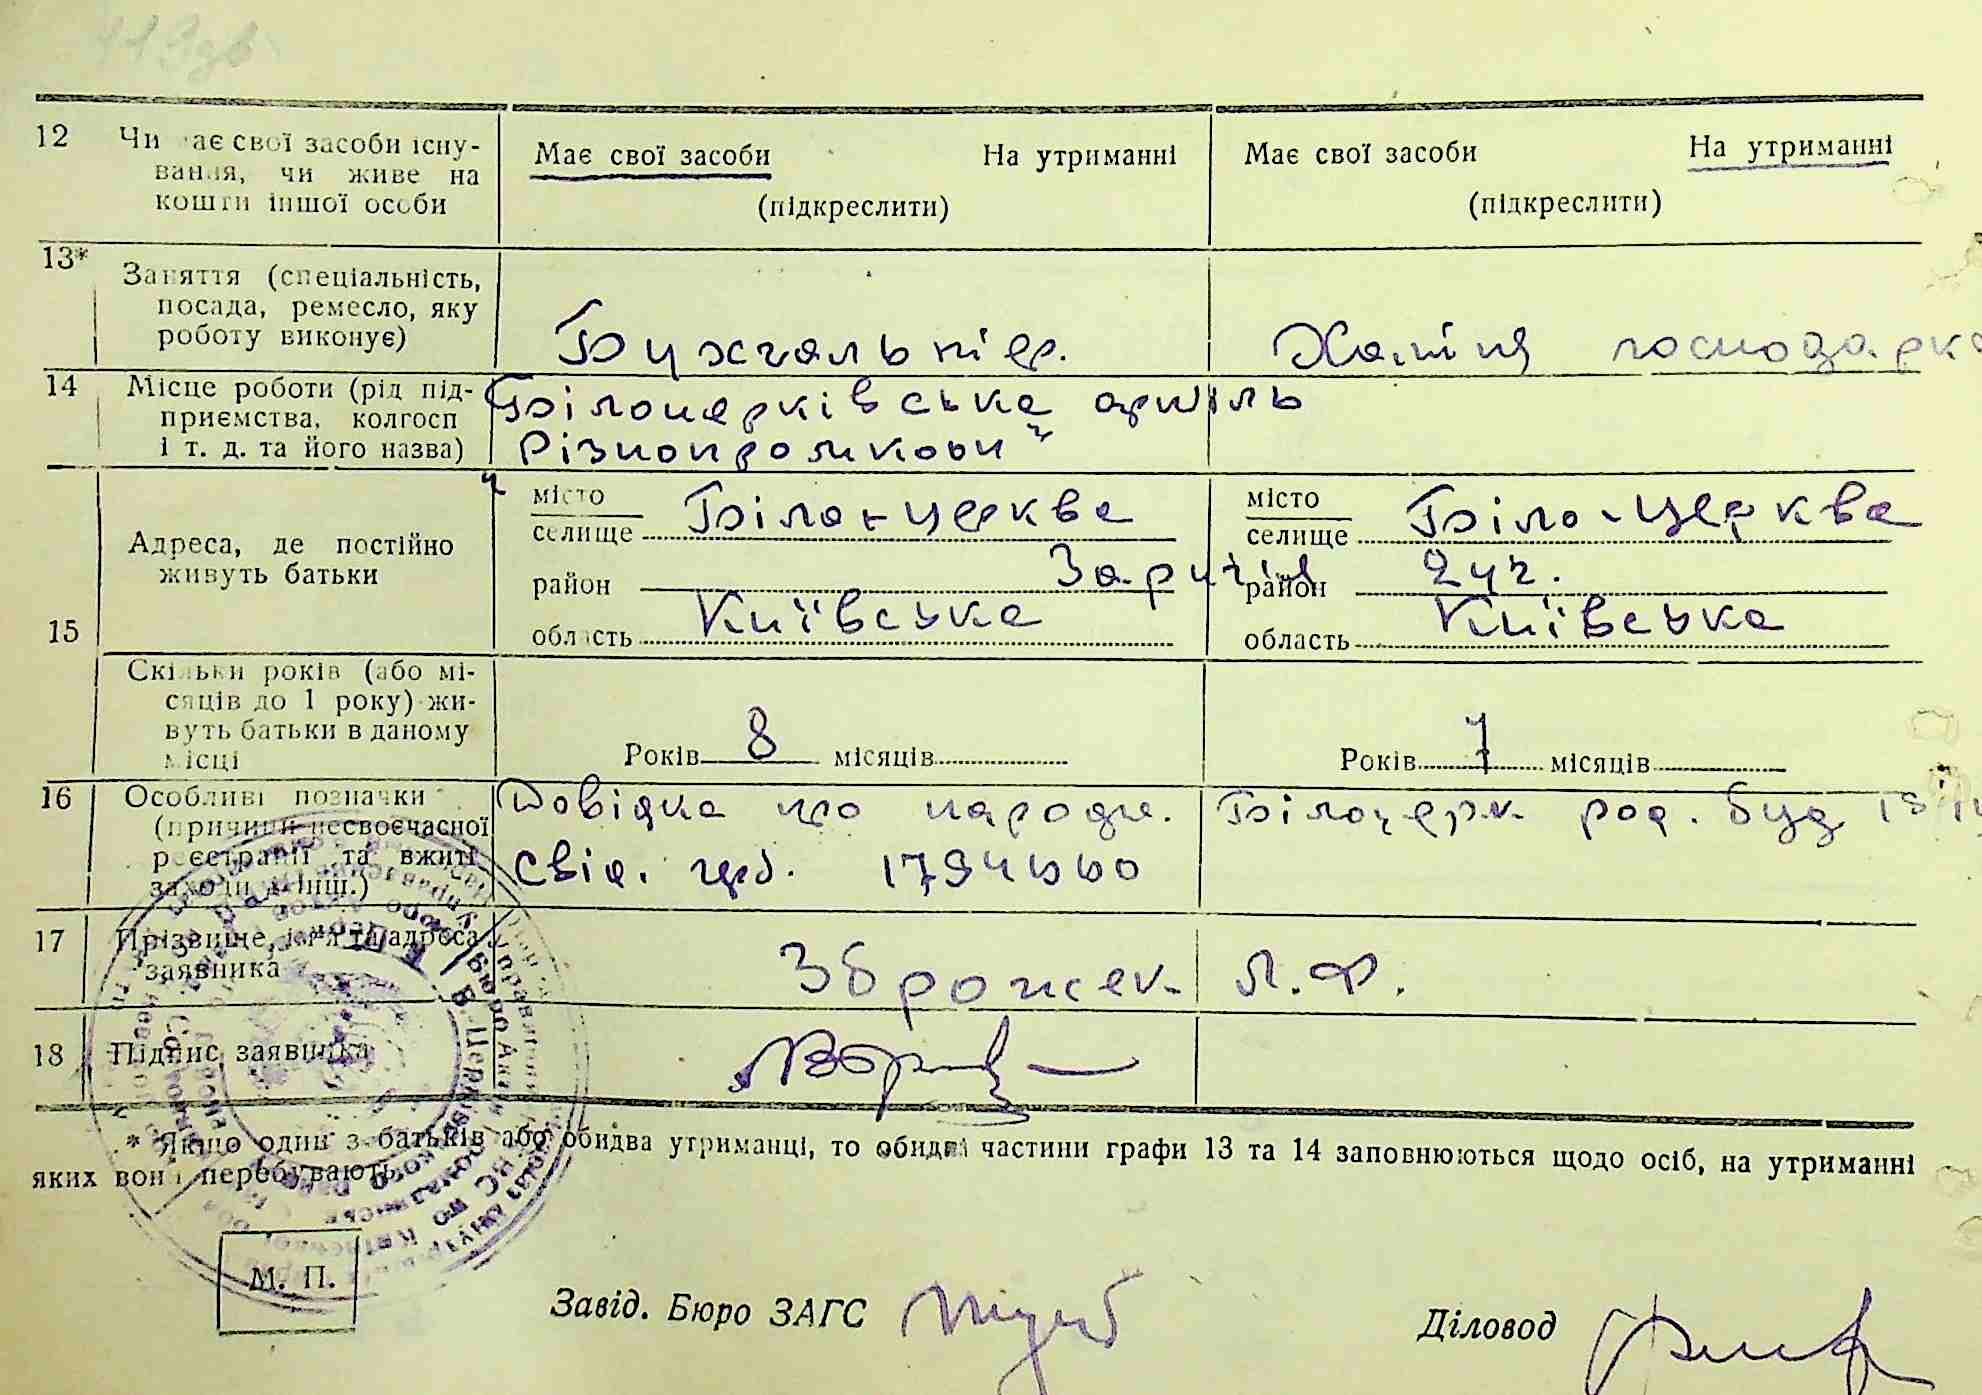 12 Чи має свої засоби існу-
вання, чи живе на
кошти іншої особи
Має свої засоби На утриманні
(підкреслити)
Має свої засоби На утриманні
(підкреслити)
13* Заняття (спеціальність,
посада, ремесло, яку
роботу виконує)
Бухгальтер.
Хатня господарка
14 Місце роботи (рід під-
приємства, колгосп
і т. д. та його назва)
Білоцерківська артіль
Різнопромкооп"
15 Адреса, де постійно
живуть батьки
місто
селище Біла-церква
район Заріччя
область Київська
місто
селище Біла-Церква
район 2
область Київська
Скільки років (або мі-
сяців до 1 року) жи-
вуть батьки в даному
місці
Років 8 місяців
Років 7 місяців
16 Особливі позначки
(причини несвоєчасної
реєстрації та вжиті
заходи й інш.)
Довідка про народж. Білоцерк. род. буд
свід.
17 Прізвище, ім'я та адреса
заявника
Зброжек Л.Ф.
18 Підпис заявника
* Якщо один з батьків або обидва утриманці, то обидві частини графи 13 та 14 заповнюються щодо осіб, на утриманні
яких вони перебувають.
М. П.
Завід. Бюро ЗАГС
Діловод